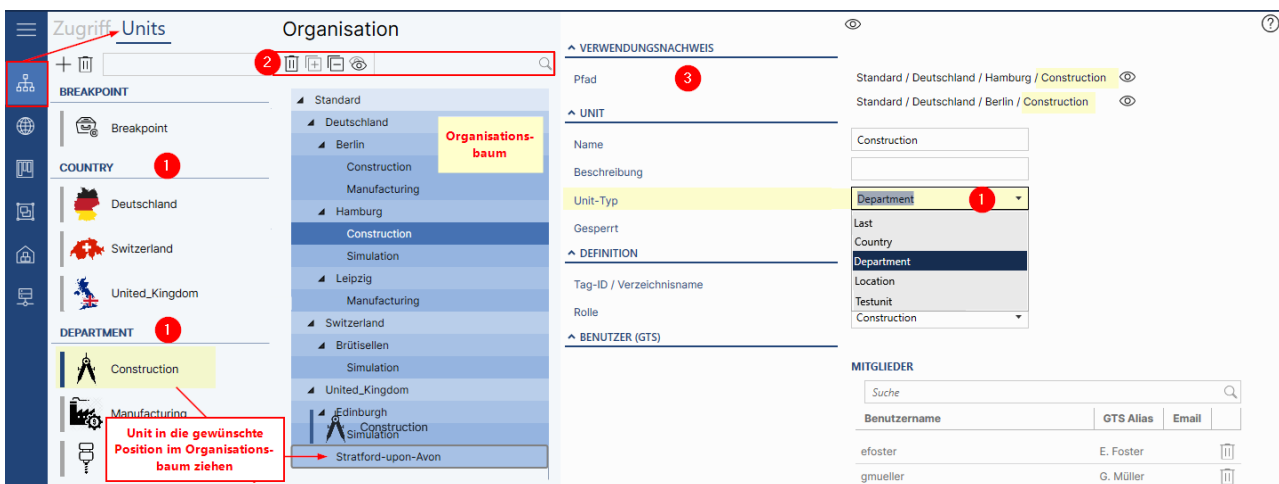 Zugriff Units
Organisation
2
BREAKPOINT
Breakpoint
COUNTRY
1
Deutschland
Switzerland
United_Kingdom
DEPARTMENT
1
Construction
Manufacturing
Unit in die gewünschte
Position im Organisations-
baum ziehen
Standard
Deutschland
Berlin
Construction
Manufacturing
Hamburg
Construction
Simulation
Leipzig
Manufacturing
Switzerland
Brütisellen
Simulation
United_Kingdom
Edinburgh
Construction
Simulation
Stratford-upon-Avon
Organisations-
baum
VERWENDUNGSNACHWEIS
Pfad
3
Standard / Deutschland / Hamburg / Construction
Standard / Deutschland / Berlin / Construction
UNIT
Name
Construction
Beschreibung
Unit-Typ
Department
1
Last
Country
Department
Location
Testunit
Gesperrt
DEFINITION
Tag-ID / Verzeichnisname
Rolle
Construction
BENUTZER (GTS)
MITGLIEDER
Suche
Benutzername GTS Alias Email
efoster E. Foster
gmueller G. Müller
?